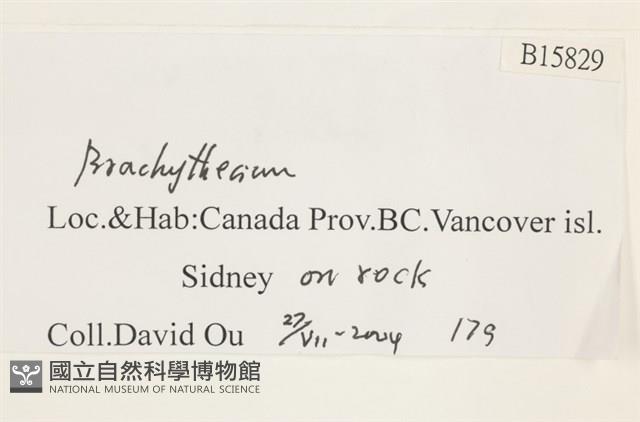 B15829
Brachythecium
Loc.&Hab:Canada Prov.BC.Vancover isl.
Sidney on rock
Coll.David Ou 27/VII-2004 179
國立自然科學博物館
NATIONAL MUSEUM OF NATURAL SCIENCE